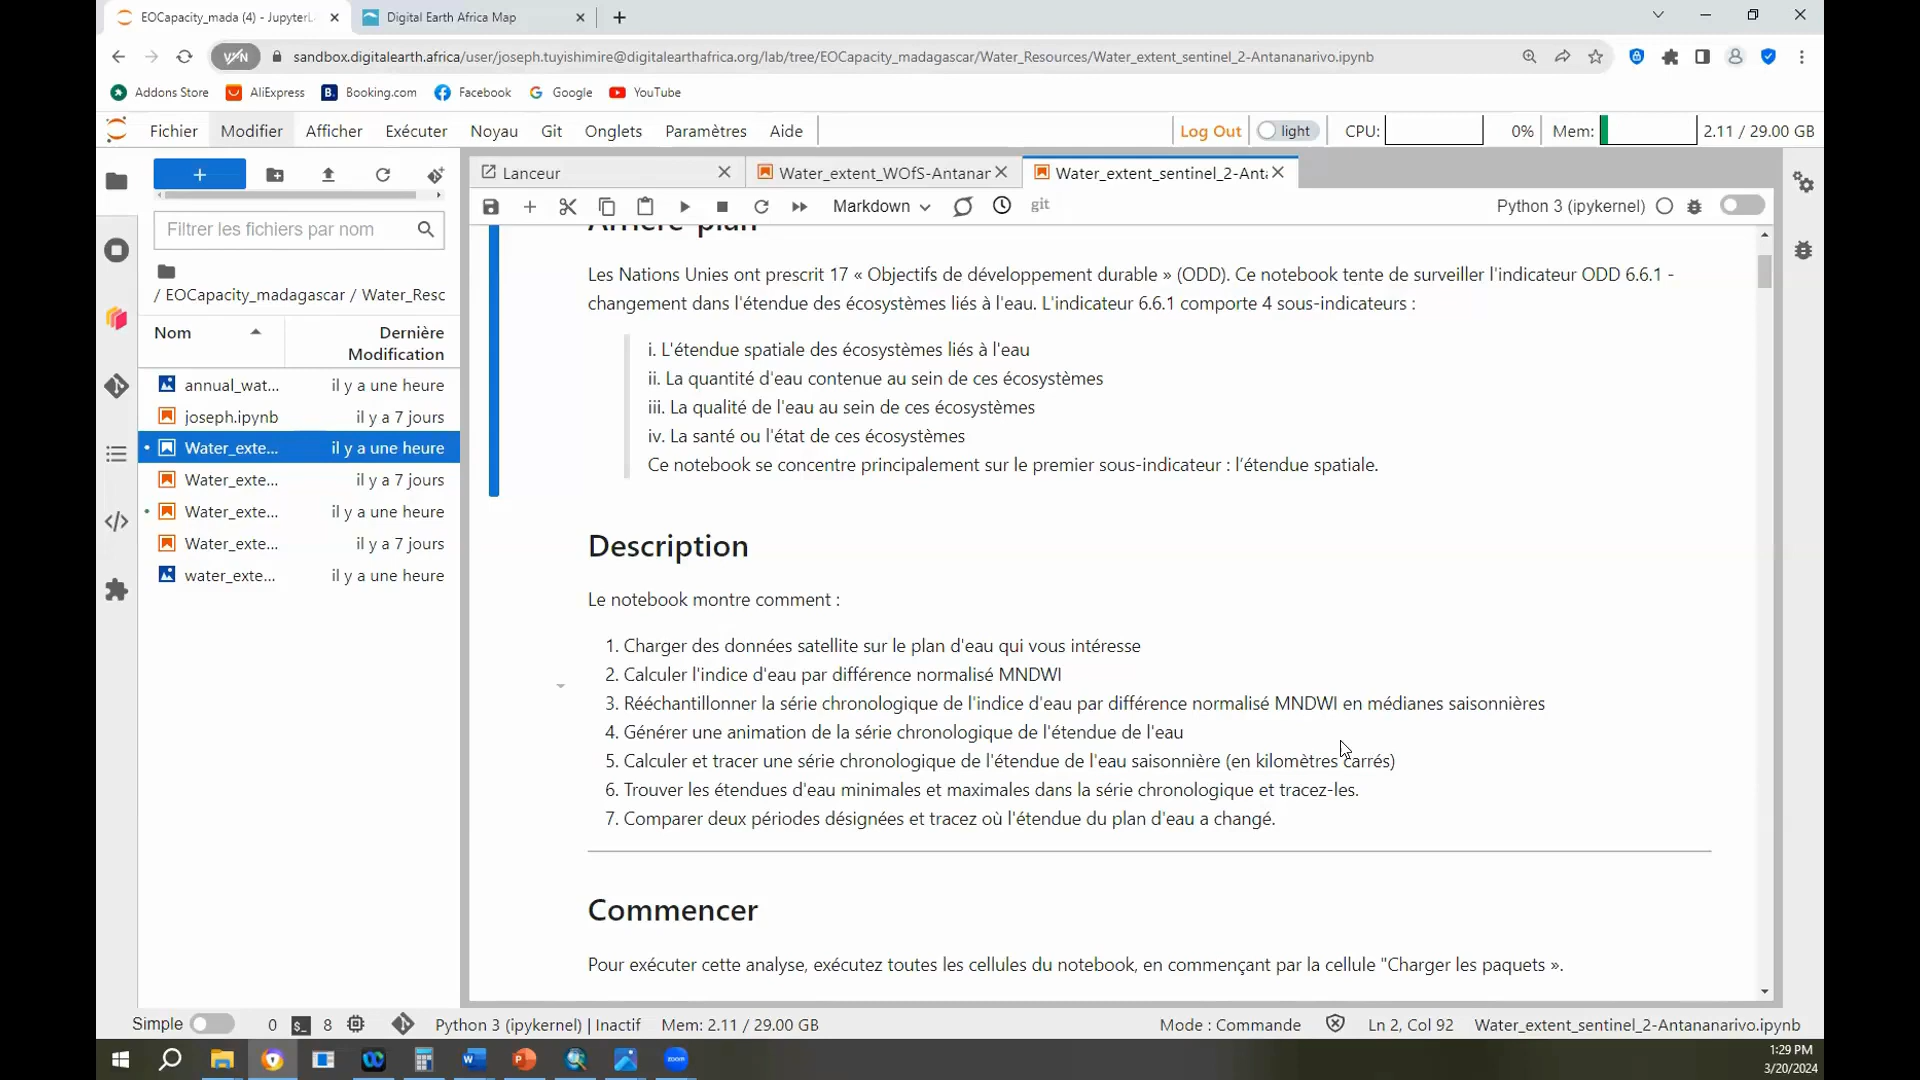 EOCapacity_mada (4) - JupyterL
Digital Earth Africa Map
sandbox.digitalearth.africa/user/joseph.tuyishimire@digitalearthafrica.org/lab/tree/EOCapacity_madagascar/Water_Resources/Water_extent_sentinel_2-Antananarivo.ipynb
Addons Store AliExpress Booking.com Facebook Google YouTube
Fichier Modifier Afficher Exécuter Noyau Git Onglets Paramètres Aide
Log Out light CPU: 0% Mem: 2.11 / 29.00 GB
Lanceur
Water_extent_WOfS-Antanar
Water_extent_sentinel_2-Anta
Markdown
git
Python 3 (ipykernel)
Filtrer les fichiers par nom
/ EOCapacity_madagascar / Water_Resc
Nom
Dernière
Modification
annual_wat... il y a une heure
joseph.ipynb il y a 7 jours
Water_exte... il y a une heure
Water_exte... il y a 7 jours
Water_exte... il y a une heure
Water_exte... il y a 7 jours
water_exte... il y a une heure
Arrière-plan
Les Nations Unies ont prescrit 17 « Objectifs de développement durable » (ODD). Ce notebook tente de surveiller l'indicateur ODD 6.6.1 -
changement dans l'étendue des écosystèmes liés à l'eau. L'indicateur 6.6.1 comporte 4 sous-indicateurs :
i. L'étendue spatiale des écosystèmes liés à l'eau
ii. La quantité d'eau contenue au sein de ces écosystèmes
iii. La qualité de l'eau au sein de ces écosystèmes
iv. La santé ou l'état de ces écosystèmes
Ce notebook se concentre principalement sur le premier sous-indicateur : l'étendue spatiale.
Description
Le notebook montre comment :
1. Charger des données satellite sur le plan d'eau qui vous intéresse
2. Calculer l'indice d'eau par différence normalisé MNDWI
3. Rééchantillonner la série chronologique de l'indice d'eau par différence normalisé MNDWI en médianes saisonnières
4. Générer une animation de la série chronologique de l'étendue de l'eau
5. Calculer et tracer une série chronologique de l'étendue de l'eau saisonnière (en kilomètres carrés)
6. Trouver les étendues d'eau minimales et maximales dans la série chronologique et tracez-les.
7. Comparer deux périodes désignées et tracez où l'étendue du plan d'eau a changé.
Commencer
Pour exécuter cette analyse, exécutez toutes les cellules du notebook, en commençant par la cellule "Charger les paquets ».
Simple 0 8 Python 3 (ipykernel) | Inactif Mem: 2.11 / 29.00 GB
Mode : Commande Ln 2, Col 92 Water_extent_sentinel_2-Antananarivo.ipynb
zoom
1:29 PM
3/20/2024